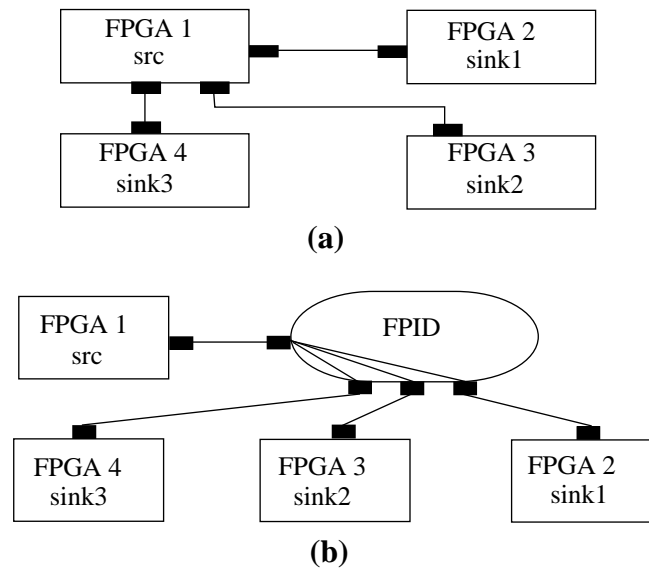 FPGA 1
src
FPGA 2
sink1
FPGA 4
sink3
FPGA 3
sink2
(a)
FPGA 1
src
FPID
FPGA 4
sink3
FPGA 3
sink2
FPGA 2
sink1
(b)